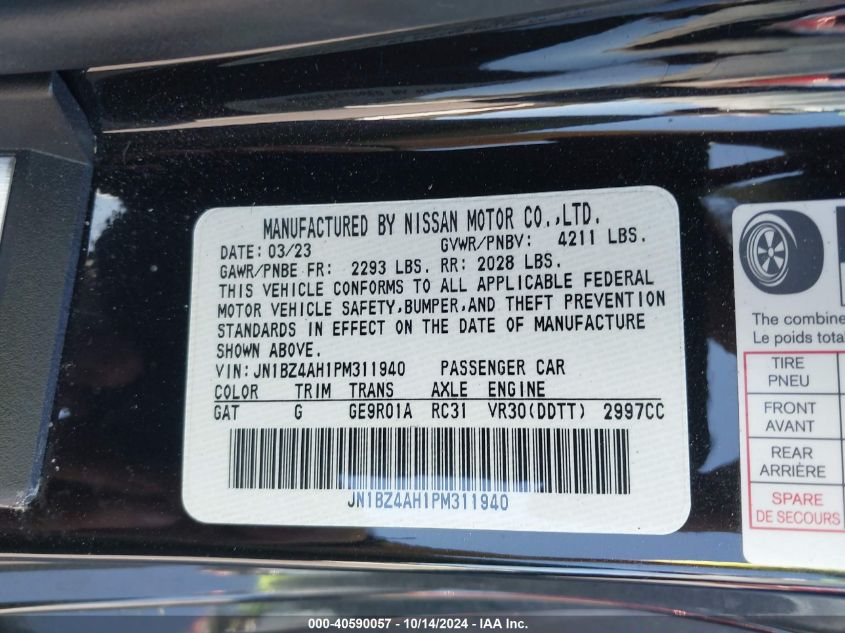 MANUFACTURED BY NISSAN MOTOR CO.,LTD.
DATE: 03/23 GVWR/PNBV: 4211 LBS.
GAWR/PNBE FR: 2293 LBS. RR: 2028 LBS.
THIS VEHICLE CONFORMS TO ALL APPLICABLE FEDERAL
MOTOR VEHICLE SAFETY,BUMPER,AND THEFT PREVENTION
STANDARDS IN EFFECT ON THE DATE OF MANUFACTURE
SHOWN ABOVE.
VIN: JN1BZ4AH1PM311940 PASSENGER CAR
COLOR TRIM TRANS AXLE ENGINE
GAT G GE9R01A RC31 VR30(DDTT) 2997CC
JN1BZ4AH1PM311940
The combine
Le poids tota
TIRE
PNEU
FRONT
AVANT
REAR
ARRIÈRE
SPARE
DE SECOURS
000-40590057 - 10/14/2024 - IAA Inc.